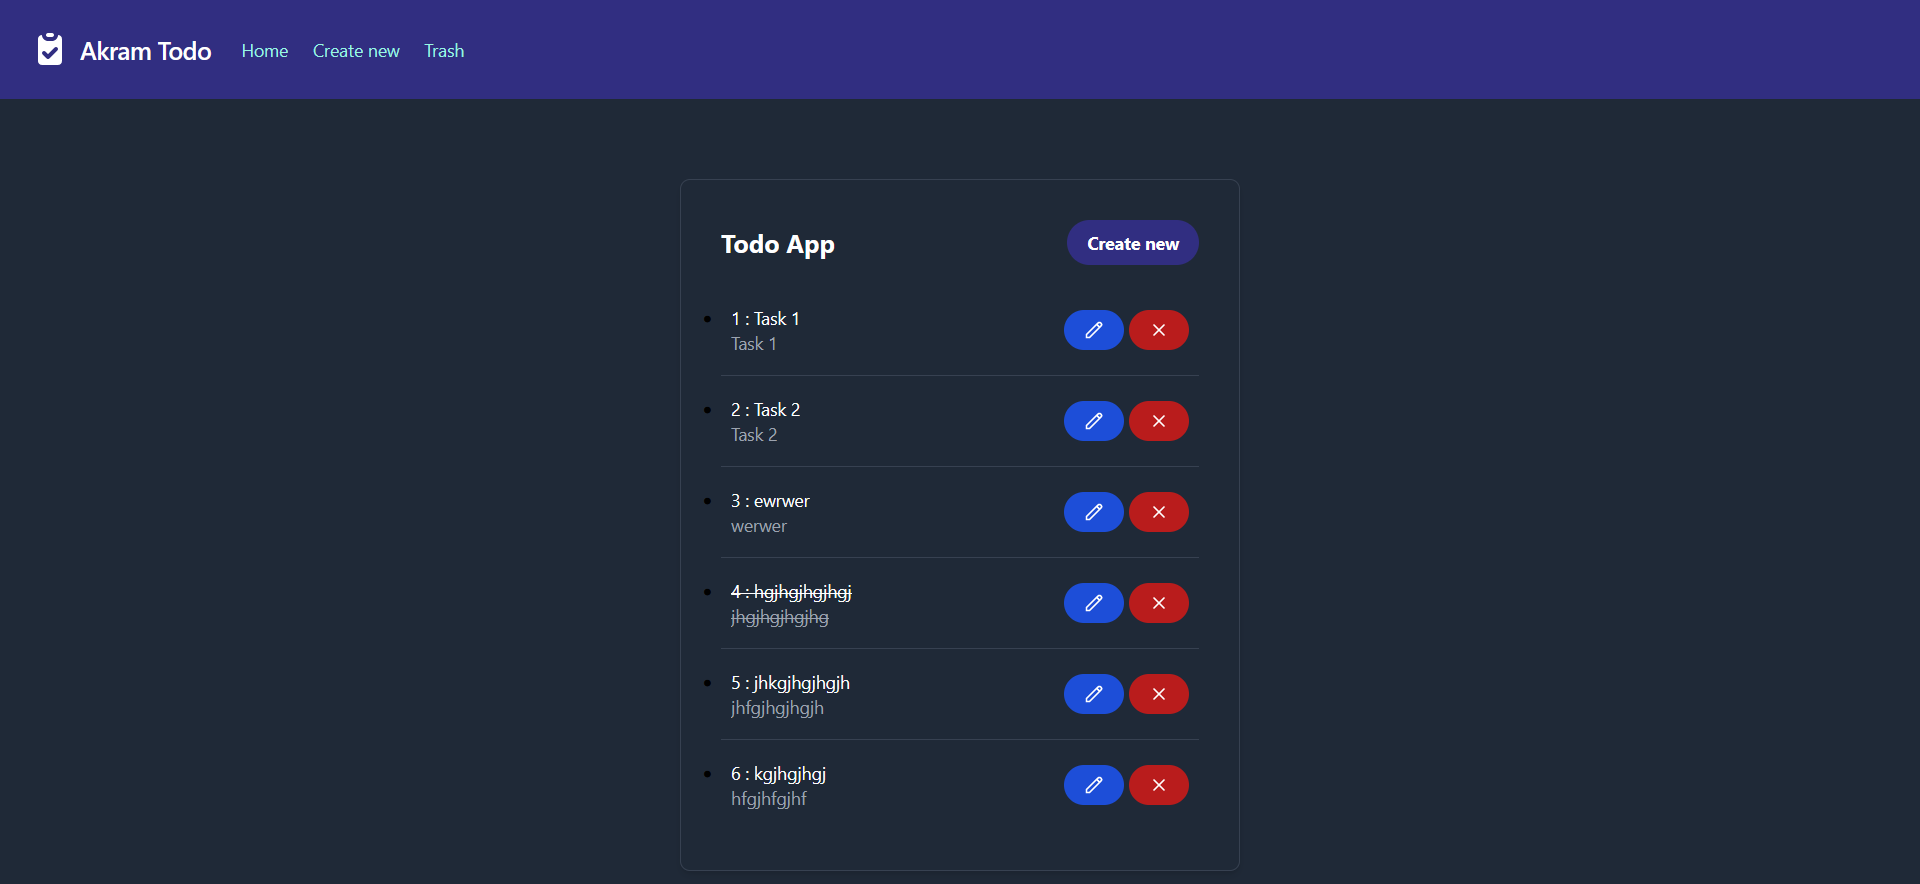 Akram Todo Home Create new Trash
Todo App Create new
1 : Task 1
Task 1
2 : Task 2
Task 2
3 : ewrwer
werwer
4 : hgjhgjhgjhgj
jhgjhgjhgjhg
5 : jhkgjhgjhgjh
jhfgjhgjhgjh
6 : kgjhgjhgj
hfgjhfgjhf